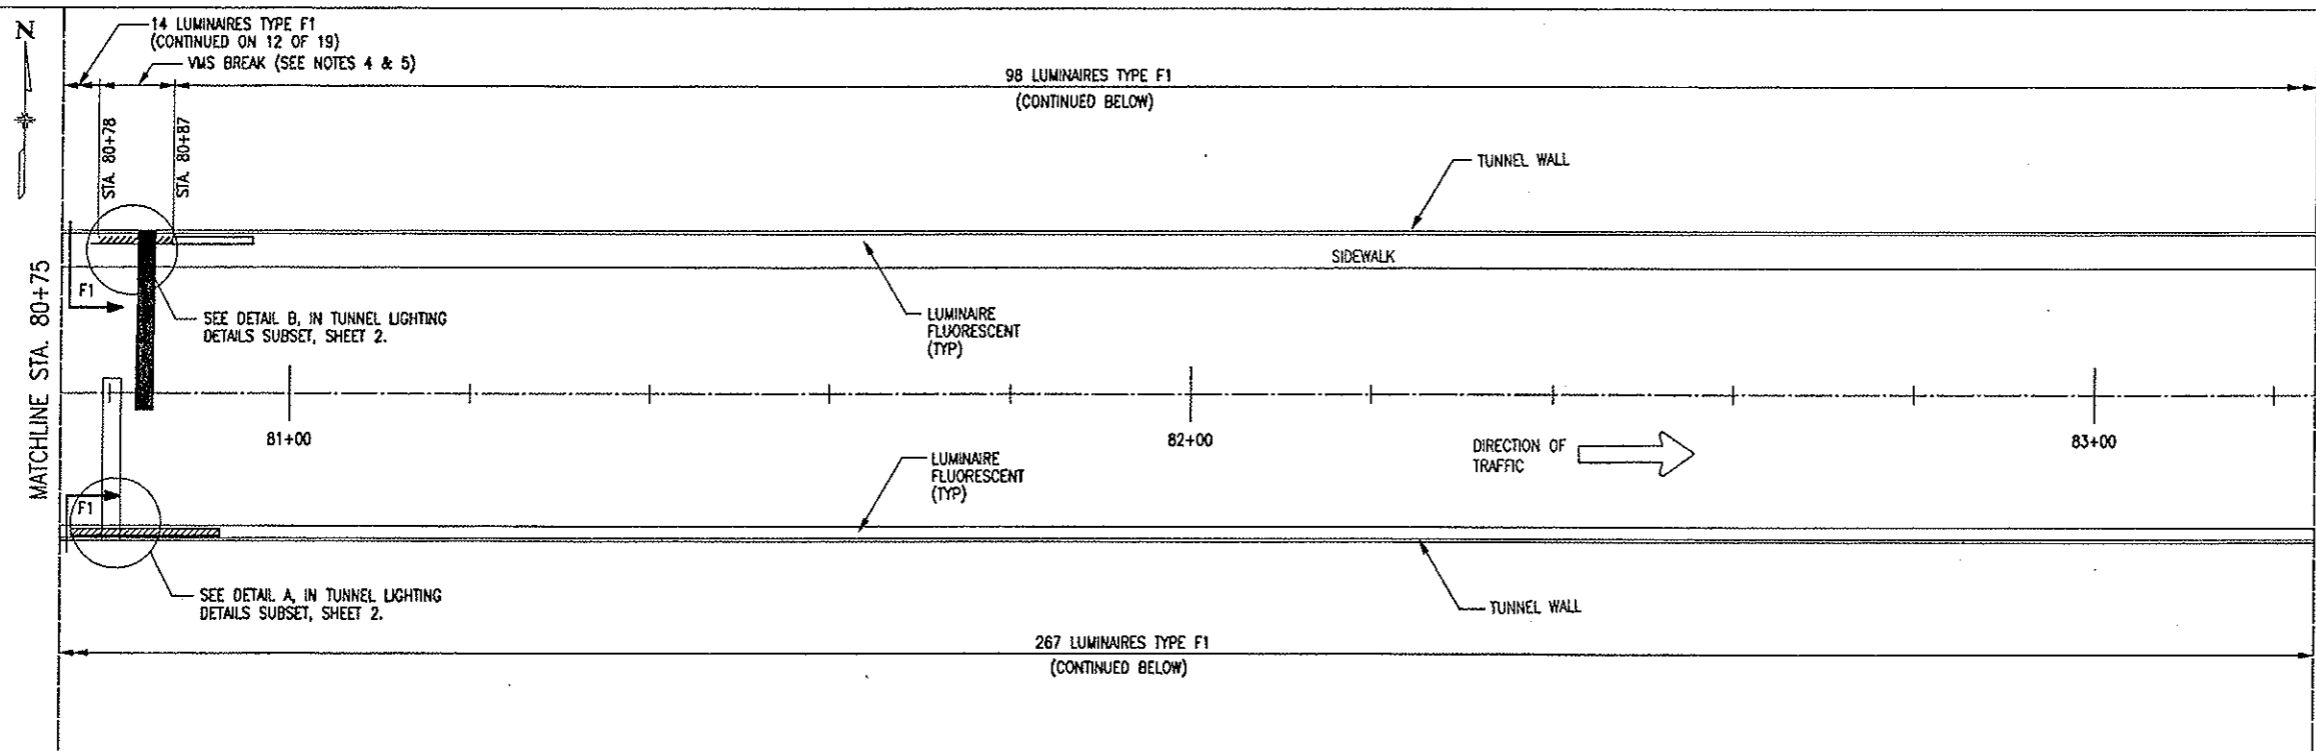 N
14 LUMINAIRES TYPE F1
(CONTINUED ON 12 OF 19)
VMS BREAK (SEE NOTES 4 & 5)
98 LUMINAIRES TYPE F1
(CONTINUED BELOW)
STA. 80+78
STA. 80+87
TUNNEL WALL
SIDEWALK
MATCHLINE STA. 80+75
F1
SEE DETAIL B, IN TUNNEL LIGHTING
DETAILS SUBSET, SHEET 2.
LUMINAIRE
FLUORESCENT
(TYP)
81+00
82+00
83+00
DIRECTION OF
TRAFFIC
LUMINAIRE
FLUORESCENT
(TYP)
F1
SEE DETAIL A, IN TUNNEL LIGHTING
DETAILS SUBSET, SHEET 2.
TUNNEL WALL
267 LUMINAIRES TYPE F1
(CONTINUED BELOW)